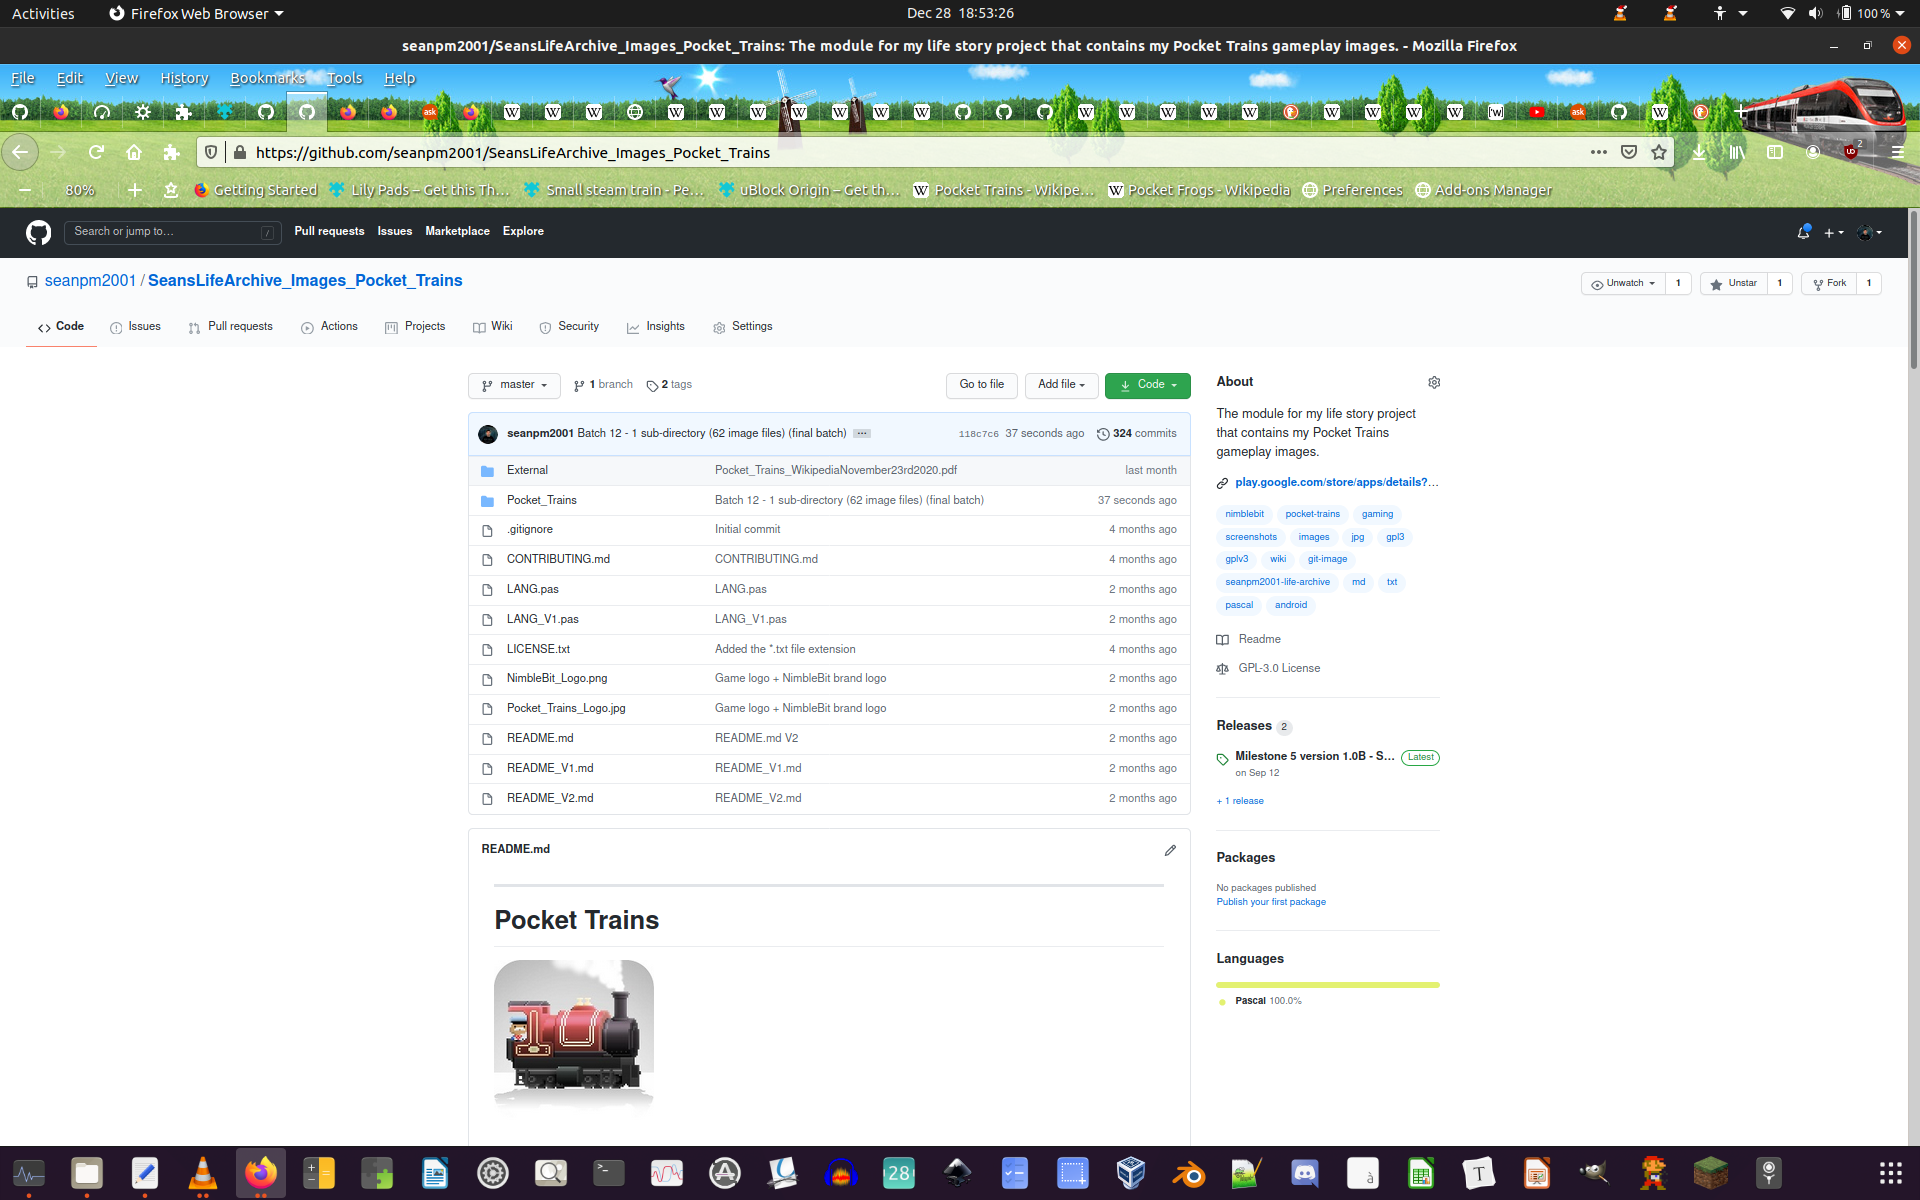 Activities Firefox Web Browser Dec 28 18:53:26 100 %
seanpm2001/SeansLifeArchive_Images_Pocket_Trains: The module for my life story project that contains my Pocket Trains gameplay images. - Mozilla Firefox
File Edit View History Bookmarks Tools Help
https://github.com/seanpm2001/SeansLifeArchive_Images_Pocket_Trains 2
80% Getting Started Lily Pads – Get this Th… Small steam train - Pe… uBlock Origin – Get th… Pocket Trains - Wikipe… Pocket Frogs - Wikipedia Preferences Add-ons Manager
Search or jump to… / Pull requests Issues Marketplace Explore
seanpm2001 / SeansLifeArchive_Images_Pocket_Trains Unwatch 1 Unstar 1 Fork 1
Code Issues Pull requests Actions Projects Wiki Security Insights Settings
master 1 branch 2 tags Go to file Add file Code
seanpm2001 Batch 12 - 1 sub-directory (62 image files) (final batch) … 118c7c6 37 seconds ago 324 commits
External Pocket_Trains_WikipediaNovember23rd2020.pdf last month
Pocket_Trains Batch 12 - 1 sub-directory (62 image files) (final batch) 37 seconds ago
.gitignore Initial commit 4 months ago
CONTRIBUTING.md CONTRIBUTING.md 4 months ago
LANG.pas LANG.pas 2 months ago
LANG_V1.pas LANG_V1.pas 2 months ago
LICENSE.txt Added the *.txt file extension 4 months ago
NimbleBit_Logo.png Game logo + NimbleBit brand logo 2 months ago
Pocket_Trains_Logo.jpg Game logo + NimbleBit brand logo 2 months ago
README.md README.md V2 2 months ago
README_V1.md README_V1.md 2 months ago
README_V2.md README_V2.md 2 months ago
README.md
Pocket Trains
About
The module for my life story project
that contains my Pocket Trains
gameplay images.
play.google.com/store/apps/details?…
nimblebit pocket-trains gaming
screenshots images jpg gpl3
gplv3 wiki git-image
seanpm2001-life-archive md txt
pascal android
Readme
GPL-3.0 License
Releases 2
Milestone 5 version 1.0B - S… Latest
on Sep 12
+ 1 release
Packages
No packages published
Publish your first package
Languages
Pascal 100.0%
28